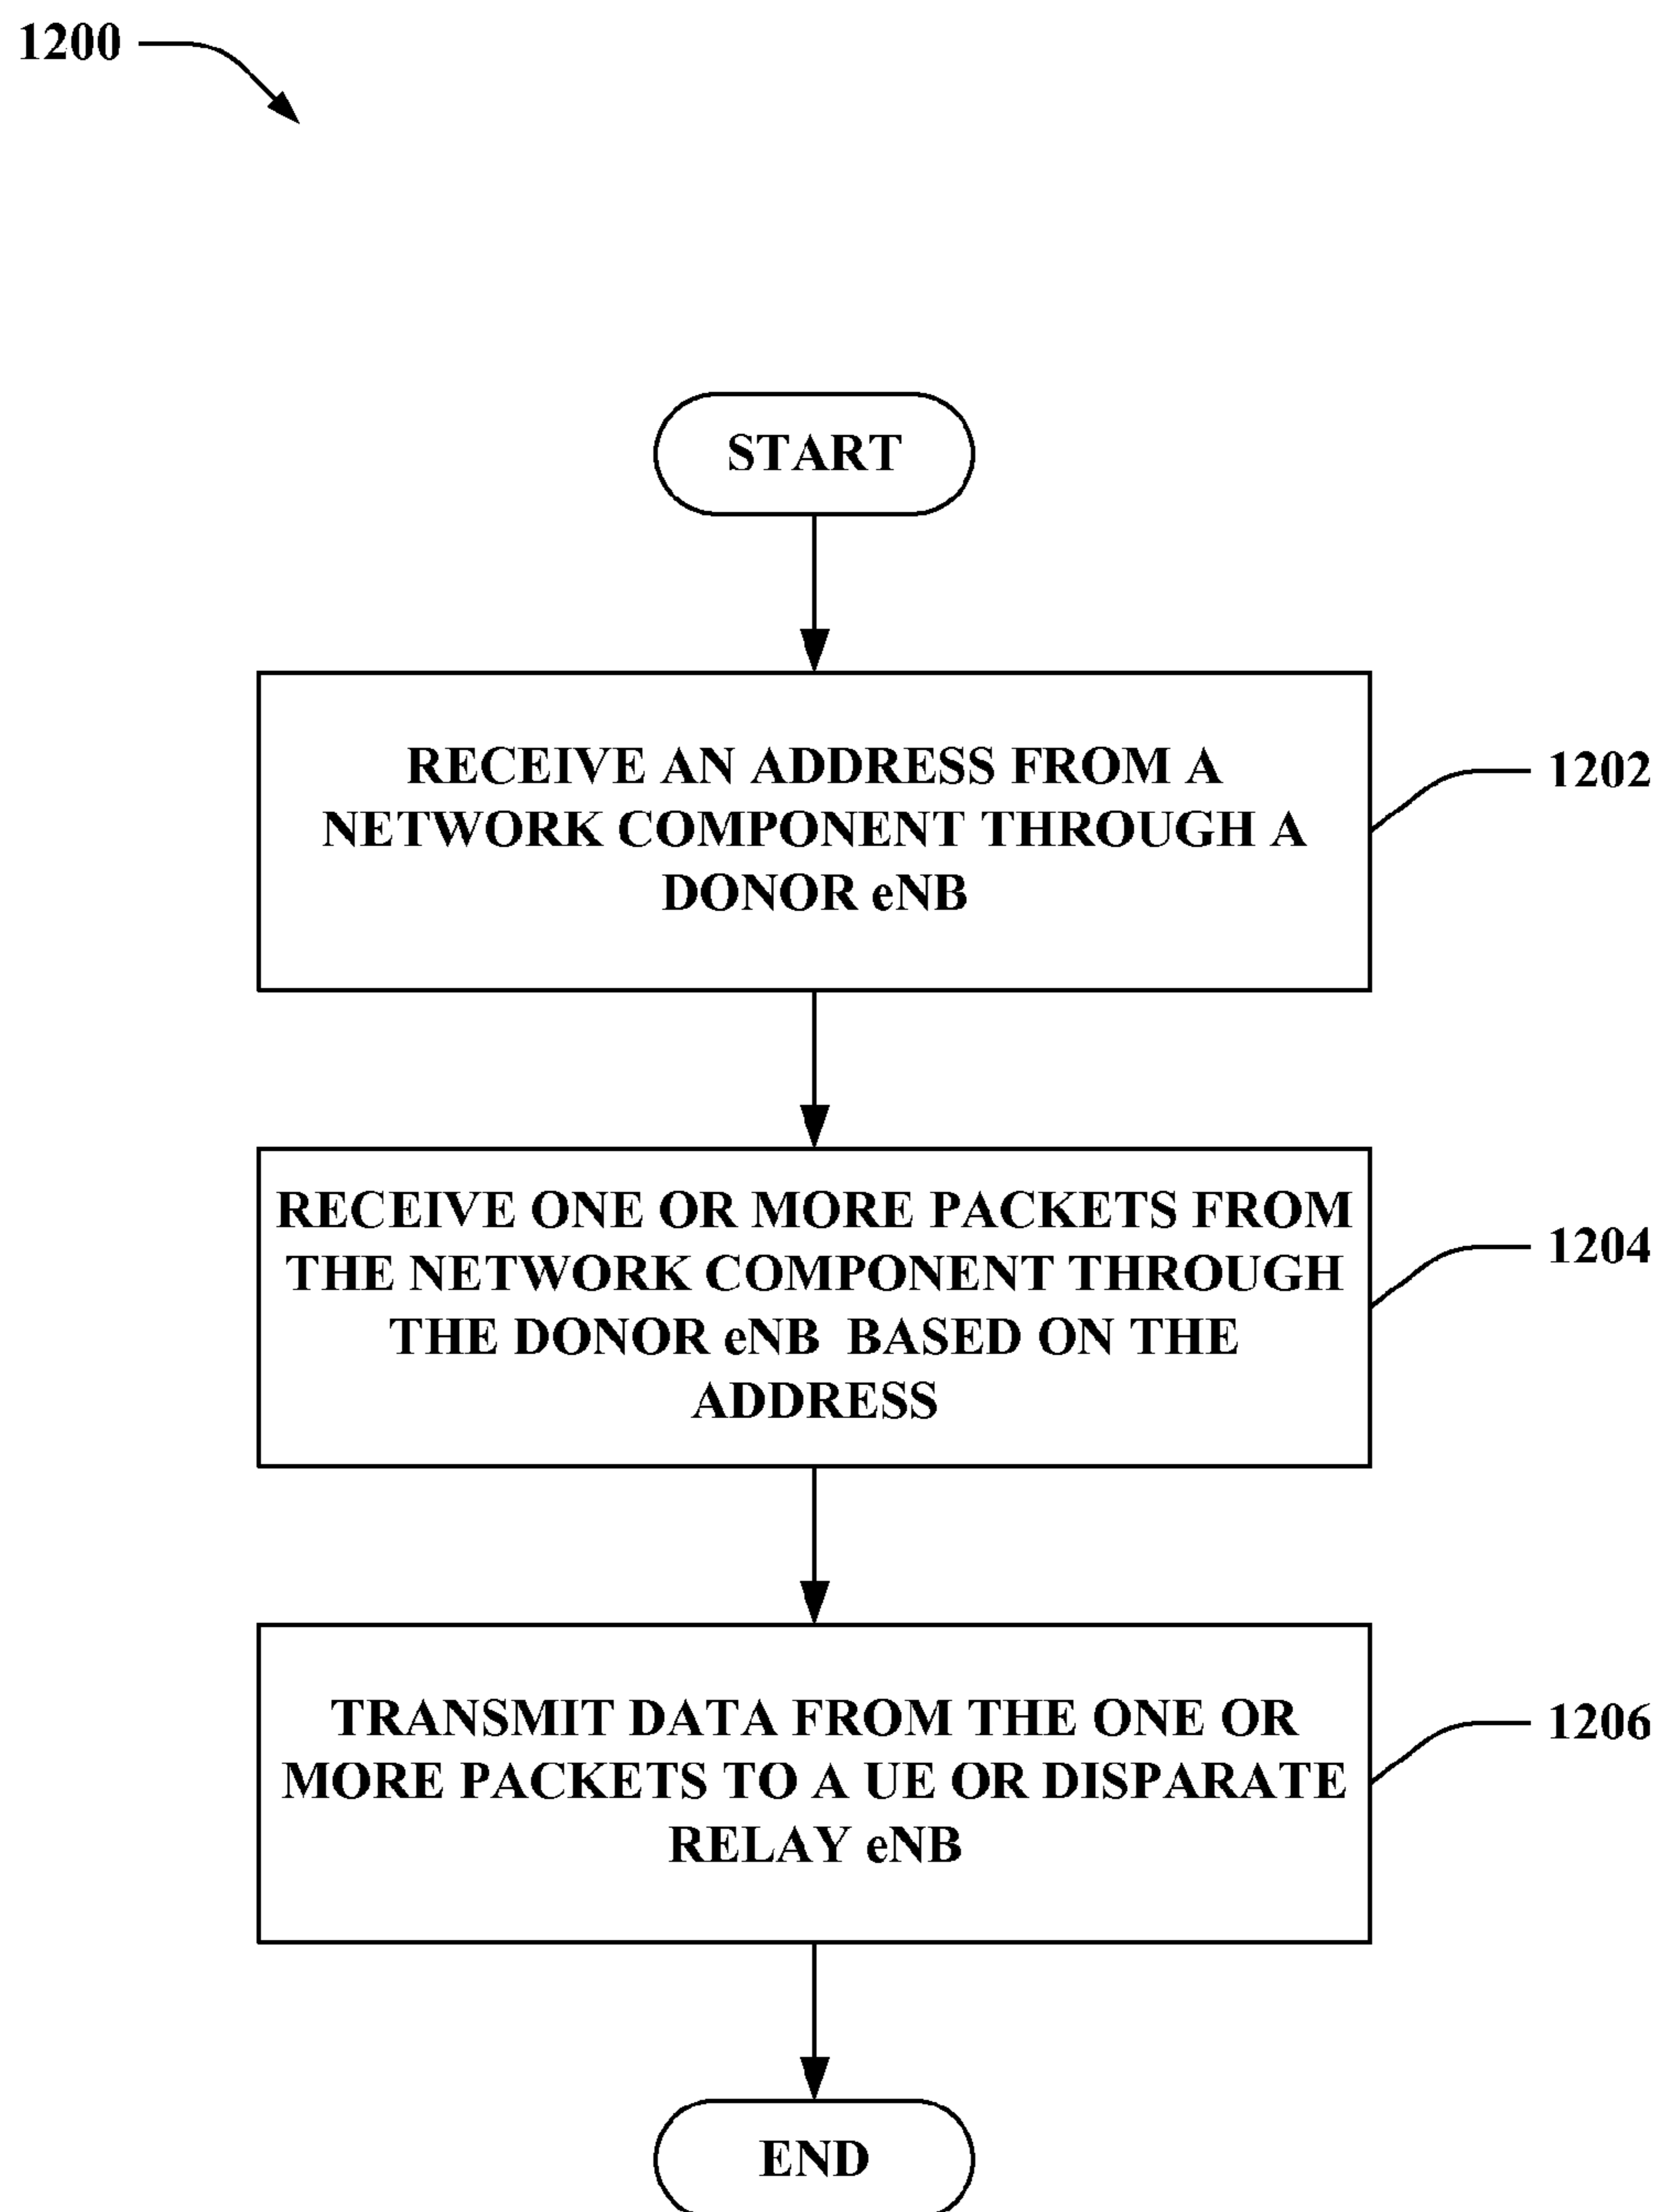 1200
START
RECEIVE AN ADDRESS FROM A
NETWORK COMPONENT THROUGH A
DONOR eNB
1202
RECEIVE ONE OR MORE PACKETS FROM
THE NETWORK COMPONENT THROUGH
THE DONOR eNB BASED ON THE
ADDRESS
1204
TRANSMIT DATA FROM THE ONE OR
MORE PACKETS TO A UE OR DISPARATE
RELAY eNB
1206
END